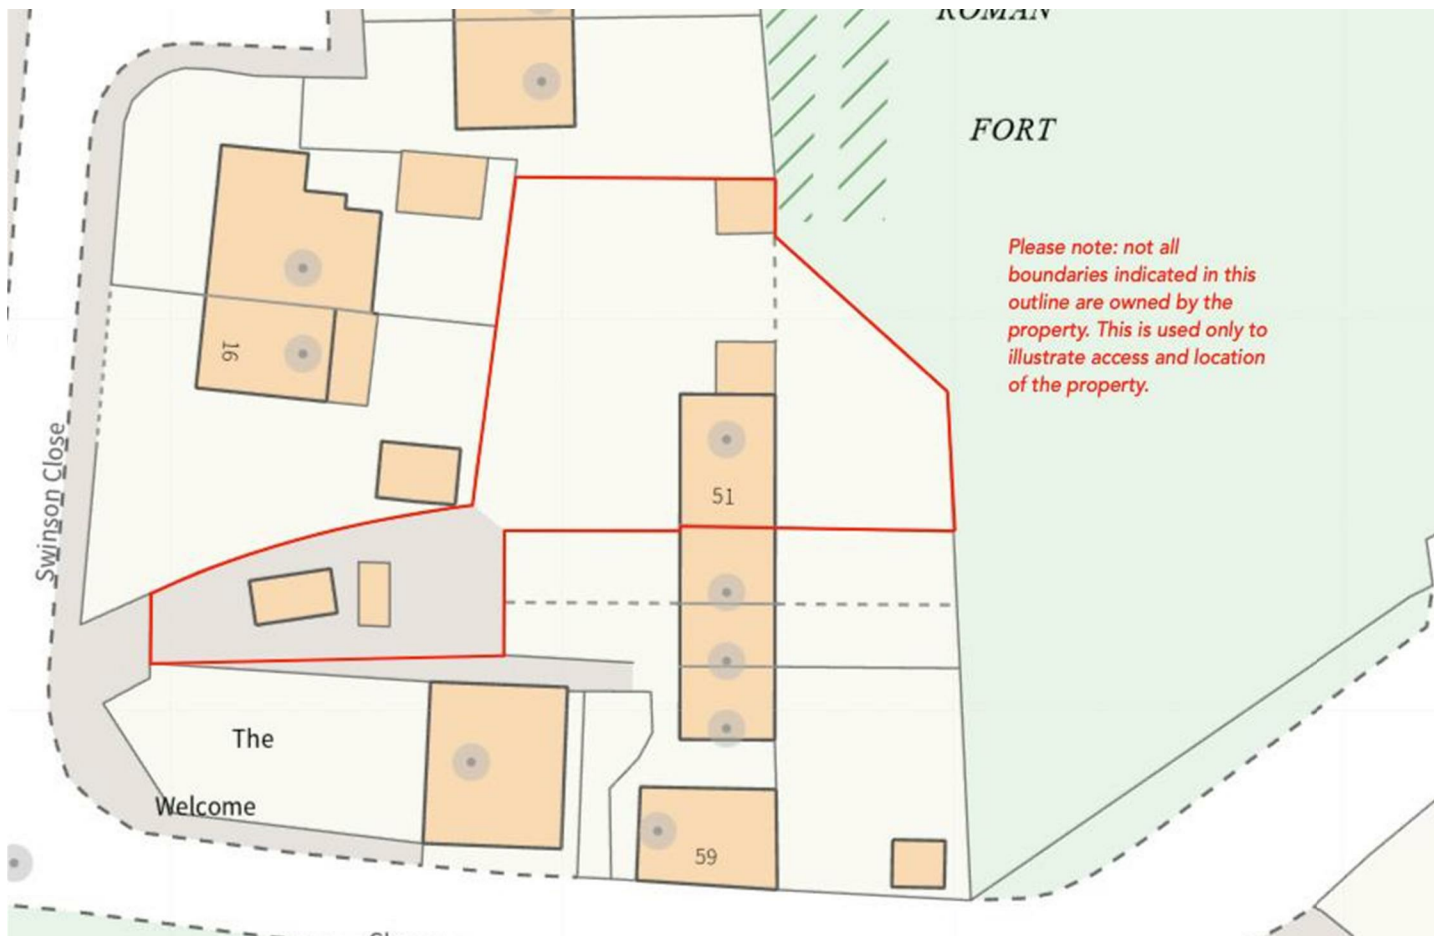 ROMAN
FORT
Please note: not all
boundaries indicated in this
outline are owned by the
property. This is used only to
illustrate access and location
of the property.
16
Swinson Close
51
The
Welcome
59